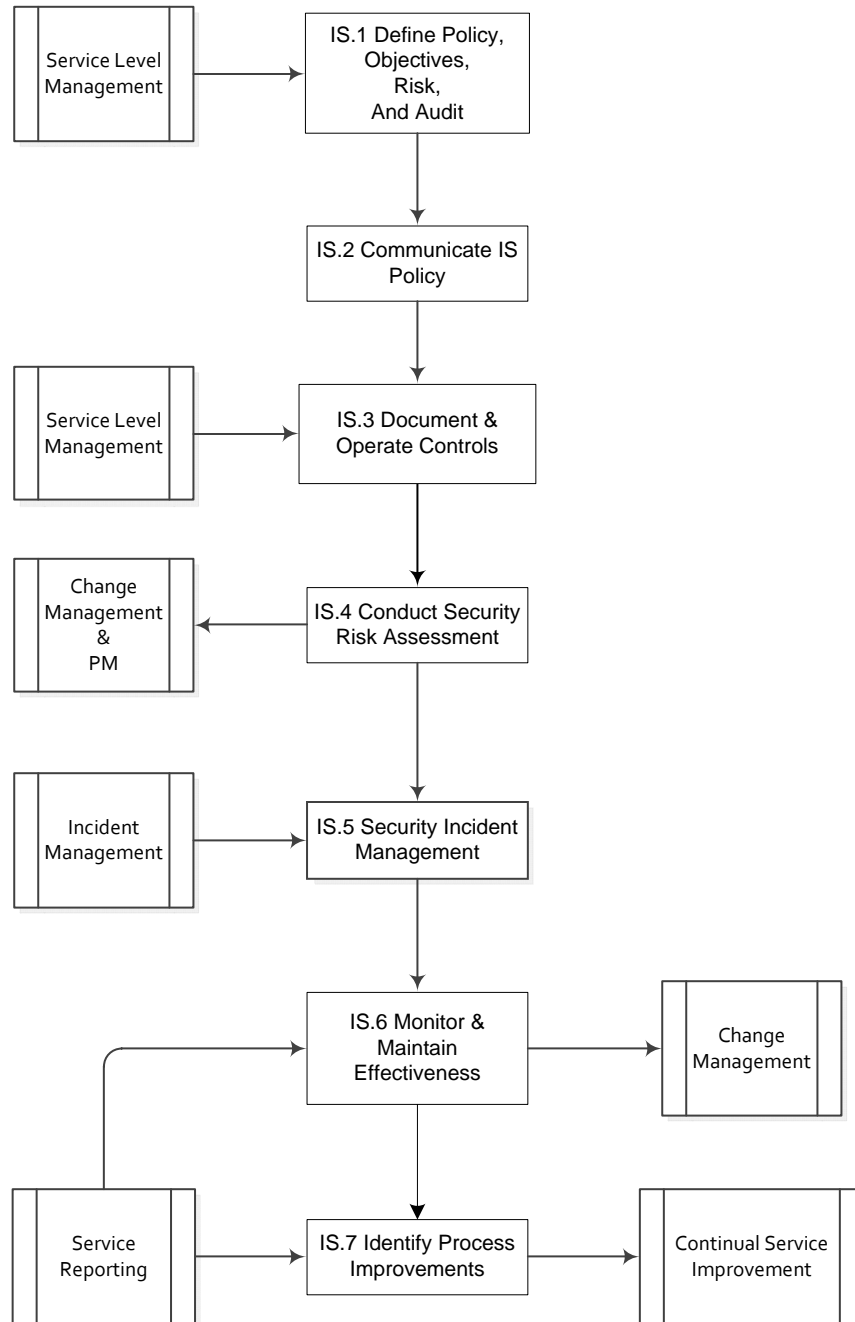 Service Level
Management
IS.1 Define Policy,
Objectives,
Risk,
And Audit
IS.2 Communicate IS
Policy
Service Level
Management
IS.3 Document &
Operate Controls
Change
Management
&
PM
IS.4 Conduct Security
Risk Assessment
Incident
Management
IS.5 Security Incident
Management
IS.6 Monitor &
Maintain
Effectiveness
Change
Management
Service
Reporting
IS.7 Identify Process
Improvements
Continual Service
Improvement